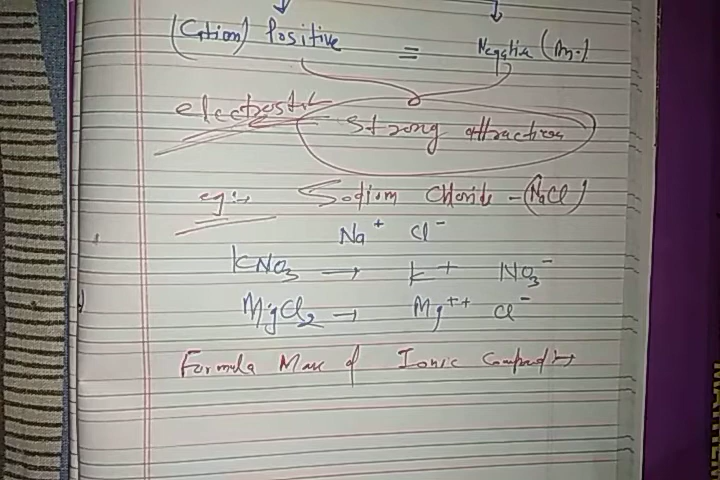 (Cation) Positive = Negative (An-)
electrostatic strong attraction
eg:- Sodium Chloride - (NaCl)
Na⁺ Cl⁻
KNO₃ → K⁺ NO₃⁻
MgCl₂ → Mg⁺⁺ Cl⁻
Formula Mass of Ionic Compound →